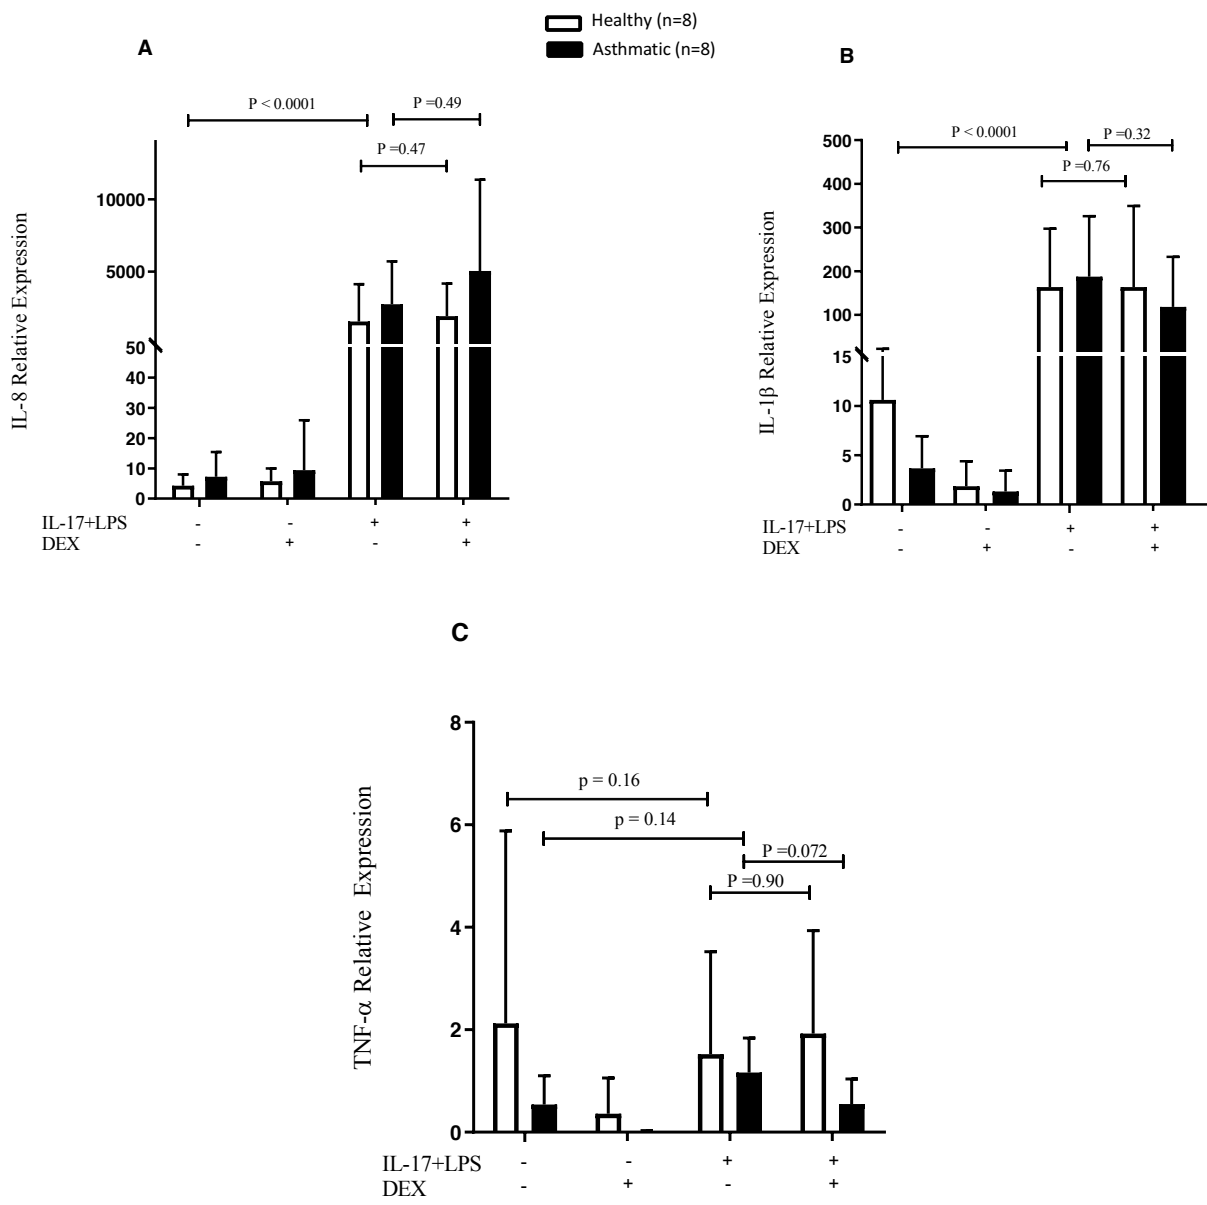 Healthy (n=8)
Asthmatic (n=8)
A
P < 0.0001
P =0.49
P =0.47
IL-8 Relative Expression
10000
5000
50
40
30
20
10
0
IL-17+LPS - - + +
DEX - + - +
B
P < 0.0001
P =0.32
P =0.76
IL-1β Relative Expression
500
400
300
200
100
15
10
5
0
IL-17+LPS - - + +
DEX - + - +
C
p = 0.16
p = 0.14
P =0.072
P =0.90
TNF-α Relative Expression
8
6
4
2
0
IL-17+LPS - - + +
DEX - + - +